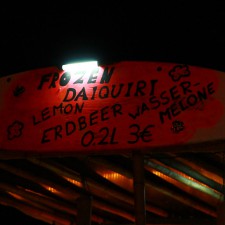 FROZEN
DAIQUIRI
LEMON WASSER-
ERDBEER MELONE
0.2L 3€